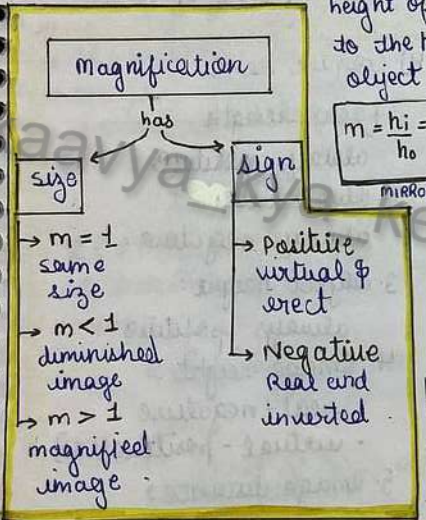 height of
to the h
object
m = hi/ho =
MIRRO
magnification
has
size
sign
→ m = 1
same
size
→ m < 1
diminished
image
→ m > 1
magnified
image.
→ Positive
virtual &
erect
→ Negative
Real and
inverted.
kaavya_kya_ke